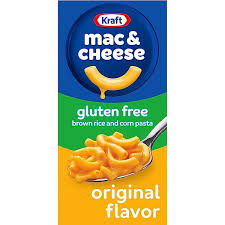 Kraft
mac &
cheese
gluten free
brown rice and corn pasta
original
flavor